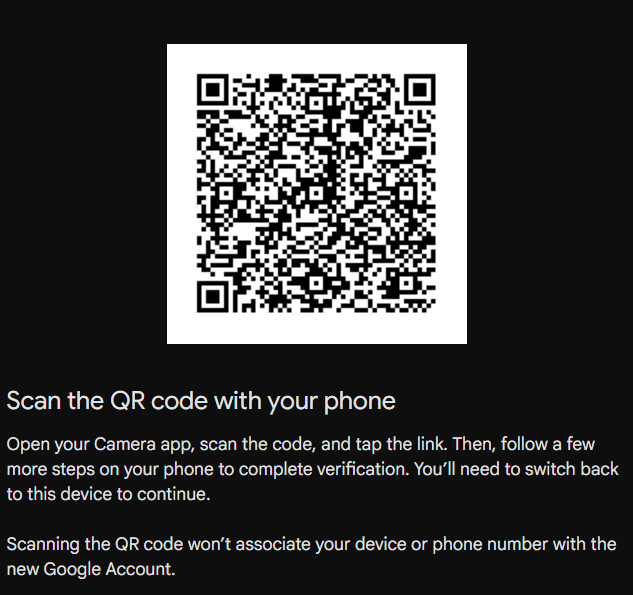 Scan the QR code with your phone
Open your Camera app, scan the code, and tap the link. Then, follow a few
more steps on your phone to complete verification. You’ll need to switch back
to this device to continue.
Scanning the QR code won’t associate your device or phone number with the
new Google Account.